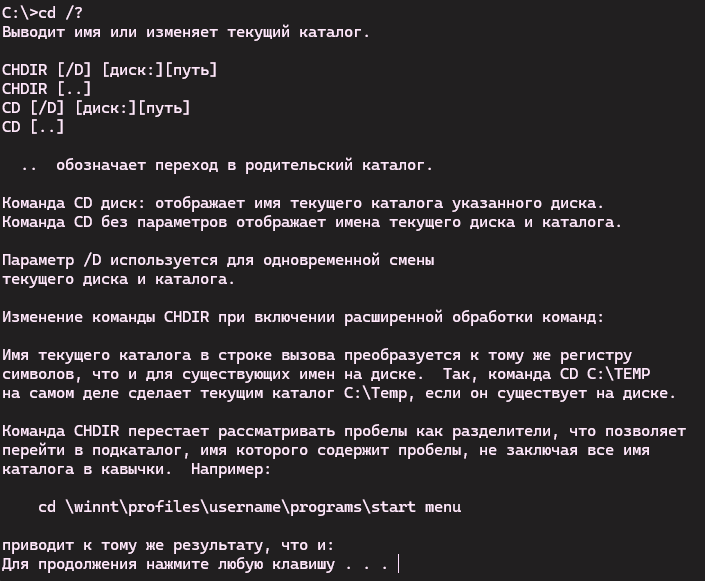 C:\>cd /?
Выводит имя или изменяет текущий каталог.
CHDIR [/D] [диск:][путь]
CHDIR [..]
CD [/D] [диск:][путь]
CD [..]
.. обозначает переход в родительский каталог.
Команда CD диск: отображает имя текущего каталога указанного диска.
Команда CD без параметров отображает имена текущего диска и каталога.
Параметр /D используется для одновременной смены
текущего диска и каталога.
Изменение команды CHDIR при включении расширенной обработки команд:
Имя текущего каталога в строке вызова преобразуется к тому же регистру
символов, что и для существующих имен на диске.  Так, команда CD C:\TEMP
на самом деле сделает текущим каталог C:\Temp, если он существует на диске.
Команда CHDIR перестает рассматривать пробелы как разделители, что позволяет
перейти в подкаталог, имя которого содержит пробелы, не заключая все имя
каталога в кавычки.  Например:
cd \winnt\profiles\username\programs\start menu
приводит к тому же результату, что и:
Для продолжения нажмите любую клавишу . . .